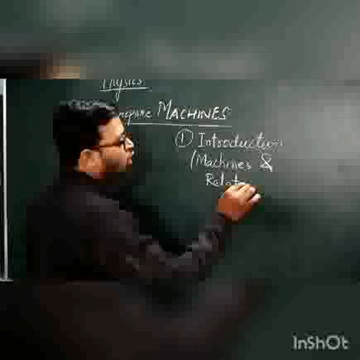 Physics
MACHINES
① Introduction
(Machines &
Relat
InShOt